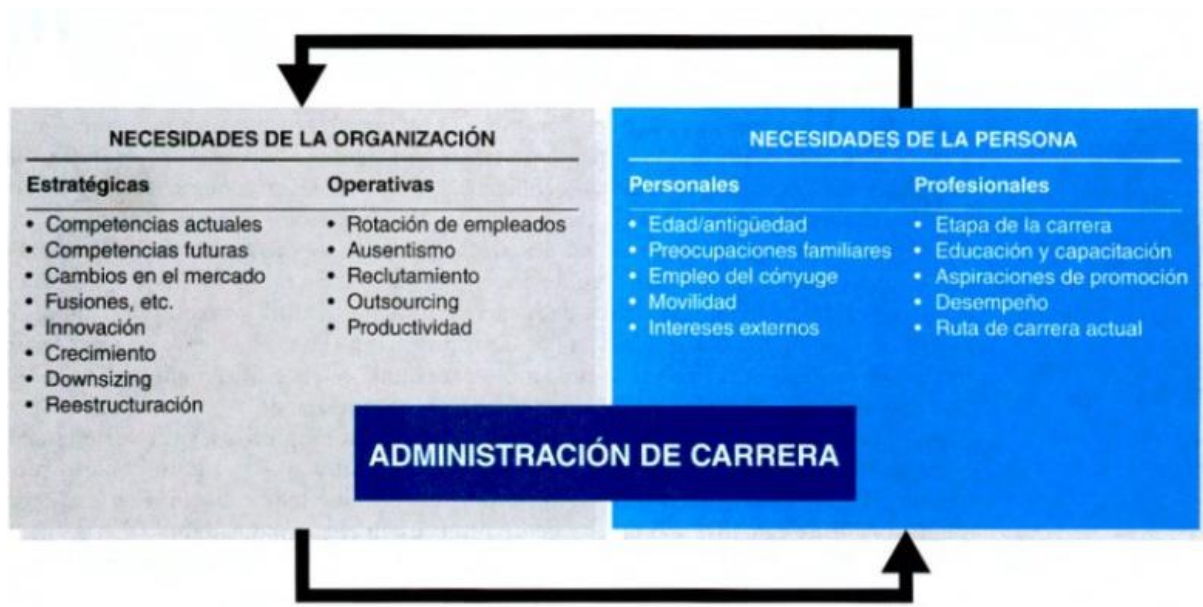 NECESIDADES DE LA ORGANIZACIÓN
Estratégicas
• Competencias actuales
• Competencias futuras
• Cambios en el mercado
• Fusiones, etc.
• Innovación
• Crecimiento
• Downsizing
• Reestructuración
Operativas
• Rotación de empleados
• Ausentismo
• Reclutamiento
• Outsourcing
• Productividad
NECESIDADES DE LA PERSONA
Personales
• Edad/antigüedad
• Preocupaciones familiares
• Empleo del cónyuge
• Movilidad
• Intereses externos
Profesionales
• Etapa de la carrera
• Educación y capacitación
• Aspiraciones de promoción
• Desempeño
• Ruta de carrera actual
ADMINISTRACIÓN DE CARRERA